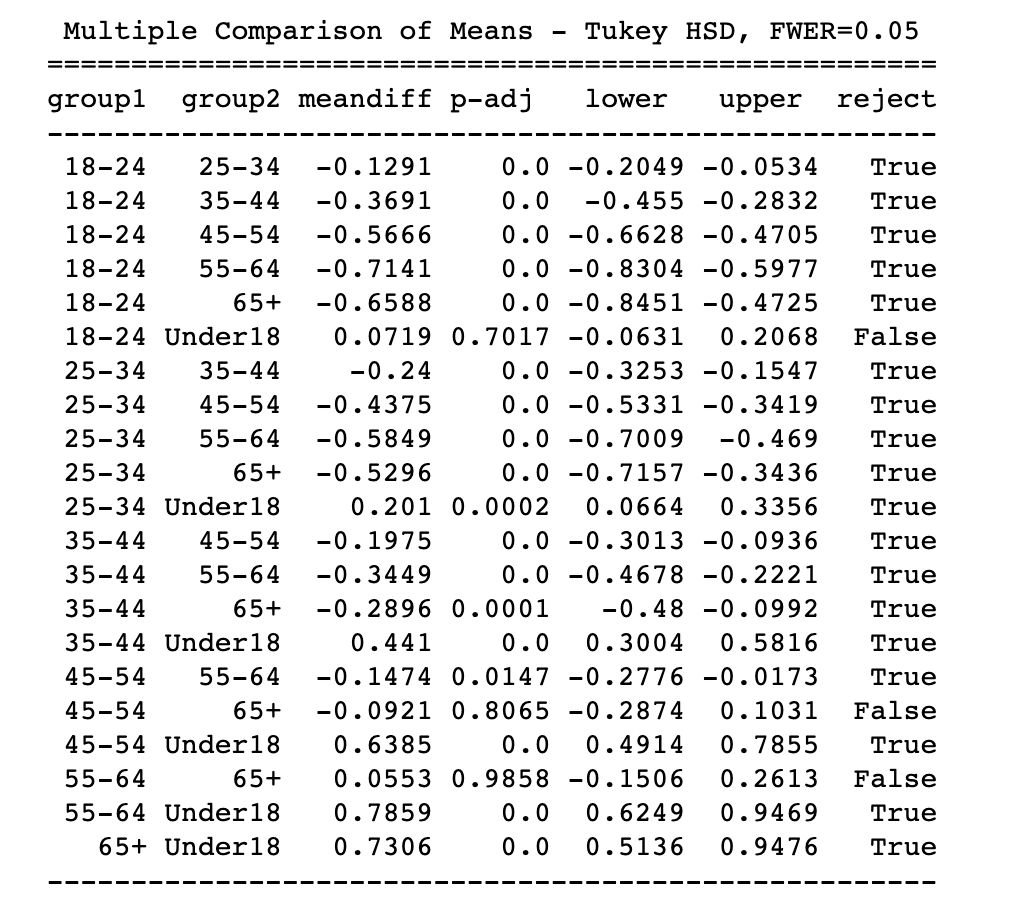 Multiple Comparison of Means - Tukey HSD, FWER=0.05
=====================================================
group1 group2 meandiff p-adj lower upper reject
-----------------------------------------------------
18-24 25-34 -0.1291 0.0 -0.2049 -0.0534 True
18-24 35-44 -0.3691 0.0 -0.455 -0.2832 True
18-24 45-54 -0.5666 0.0 -0.6628 -0.4705 True
18-24 55-64 -0.7141 0.0 -0.8304 -0.5977 True
18-24 65+ -0.6588 0.0 -0.8451 -0.4725 True
18-24 Under18 0.0719 0.7017 -0.0631 0.2068 False
25-34 35-44 -0.24 0.0 -0.3253 -0.1547 True
25-34 45-54 -0.4375 0.0 -0.5331 -0.3419 True
25-34 55-64 -0.5849 0.0 -0.7009 -0.469 True
25-34 65+ -0.5296 0.0 -0.7157 -0.3436 True
25-34 Under18 0.201 0.0002 0.0664 0.3356 True
35-44 45-54 -0.1975 0.0 -0.3013 -0.0936 True
35-44 55-64 -0.3449 0.0 -0.4678 -0.2221 True
35-44 65+ -0.2896 0.0001 -0.48 -0.0992 True
35-44 Under18 0.441 0.0 0.3004 0.5816 True
45-54 55-64 -0.1474 0.0147 -0.2776 -0.0173 True
45-54 65+ -0.0921 0.8065 -0.2874 0.1031 False
45-54 Under18 0.6385 0.0 0.4914 0.7855 True
55-64 65+ 0.0553 0.9858 -0.1506 0.2613 False
55-64 Under18 0.7859 0.0 0.6249 0.9469 True
65+ Under18 0.7306 0.0 0.5136 0.9476 True
-----------------------------------------------------